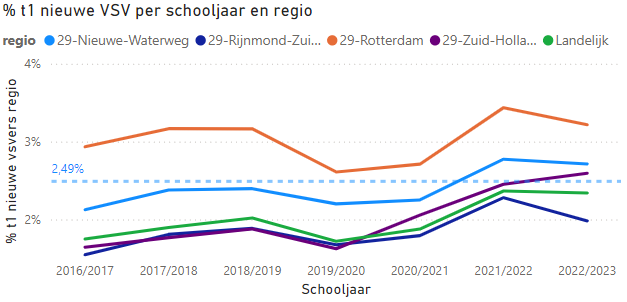 % t1 nieuwe VSV per schooljaar en regio
regio 29-Nieuwe-Waterweg 29-Rijnmond-Zui... 29-Rotterdam 29-Zuid-Holla... Landelijk
% t1 nieuwe vsvers regio
4%
3%
2,49%
2%
2016/2017 2017/2018 2018/2019 2019/2020 2020/2021 2021/2022 2022/2023
Schooljaar